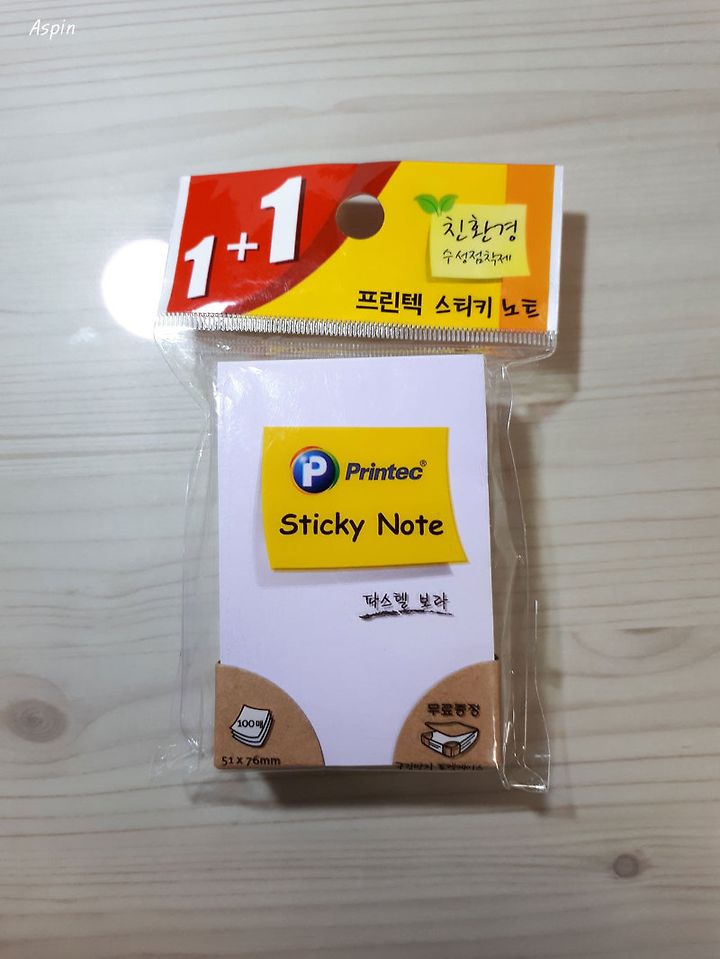 Aspin
1+1
친환경
수성점착제
프린텍 스티키 노트
Printec®
Sticky Note
파스텔 보라
100매
51 x 76mm
무료증정